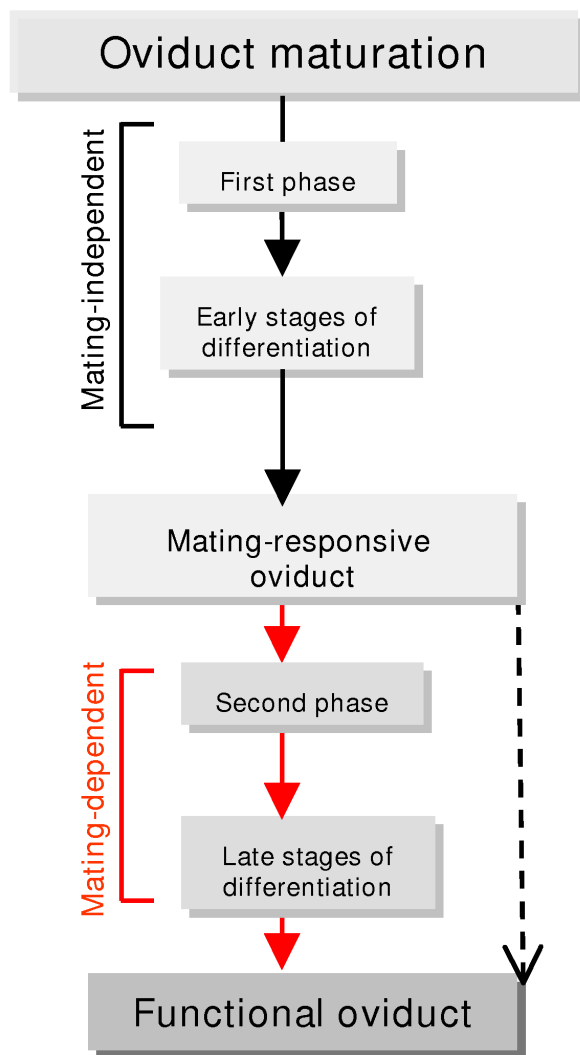 Oviduct maturation
Mating-independent
First phase
Early stages of
differentiation
Mating-responsive
oviduct
Mating-dependent
Second phase
Late stages of
differentiation
Functional oviduct